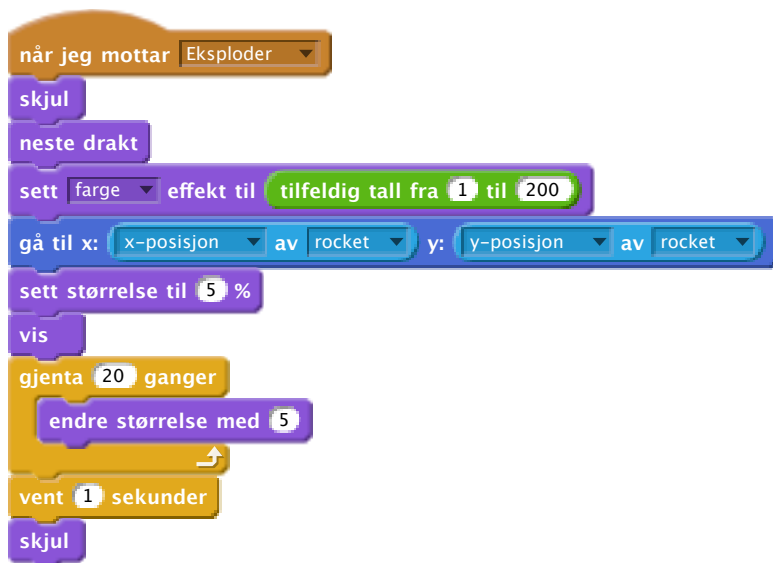 når jeg mottar Eksploder
skjul
neste drakt
sett farge effekt til tilfeldig tall fra 1 til 200
gå til x: x-posisjon av rocket y: y-posisjon av rocket
sett størrelse til 5 %
vis
gjenta 20 ganger
endre størrelse med 5
vent 1 sekunder
skjul